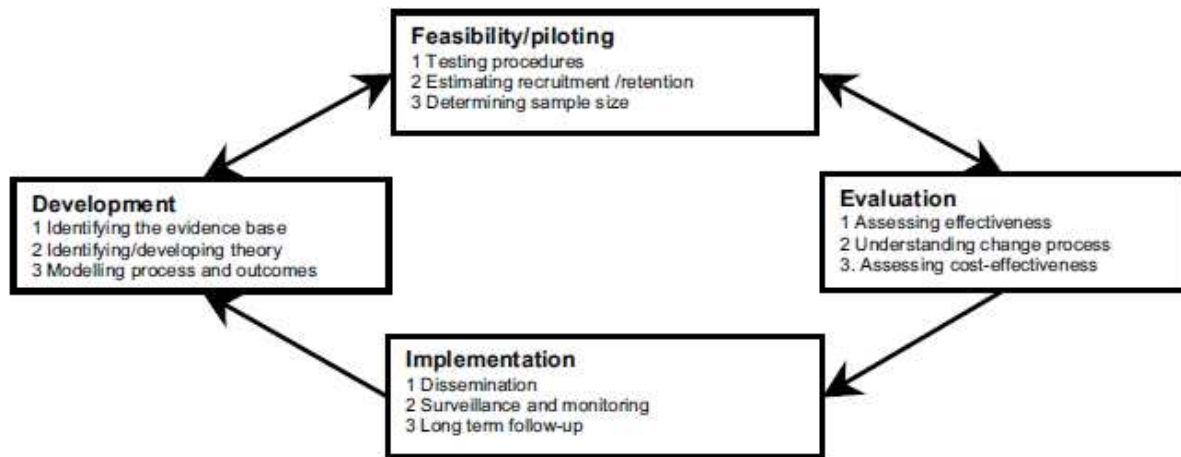 Feasibility/piloting
1 Testing procedures
2 Estimating recruitment /retention
3 Determining sample size
Development
1 Identifying the evidence base
2 Identifying/developing theory
3 Modelling process and outcomes
Evaluation
1 Assessing effectiveness
2 Understanding change process
3. Assessing cost-effectiveness
Implementation
1 Dissemination
2 Surveillance and monitoring
3 Long term follow-up